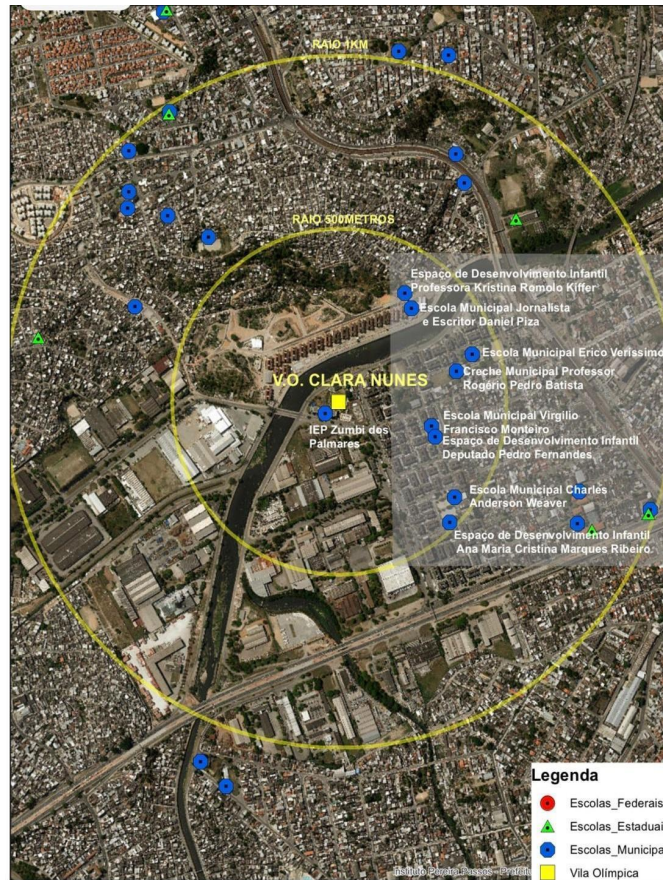 RAIO 1KM
RAIO 500METROS
Espaço de Desenvolvimento Infantil
Professora Kristina Romolo Kiffer
Escola Municipal Jornalista
e Escritor Daniel Piza
Escola Municipal Erico Verissimo
V.O. CLARA NUNES
Creche Municipal Professor
Rogério Pedro Batista
IEP Zumbi dos
Palmares
Escola Municipal Virgilio
Francisco Monteiro
Espaço de Desenvolvimento Infantil
Deputado Pedro Fernandes
Escola Municipal Charles
Anderson Weaver
Espaço de Desenvolvimento Infantil
Ana Maria Cristina Marques Ribeiro.
Legenda
Escolas_Federais
Escolas_Estaduai
Escolas_Municipa
Vila Olímpica
Instituto Pereira Passos - Prefeit